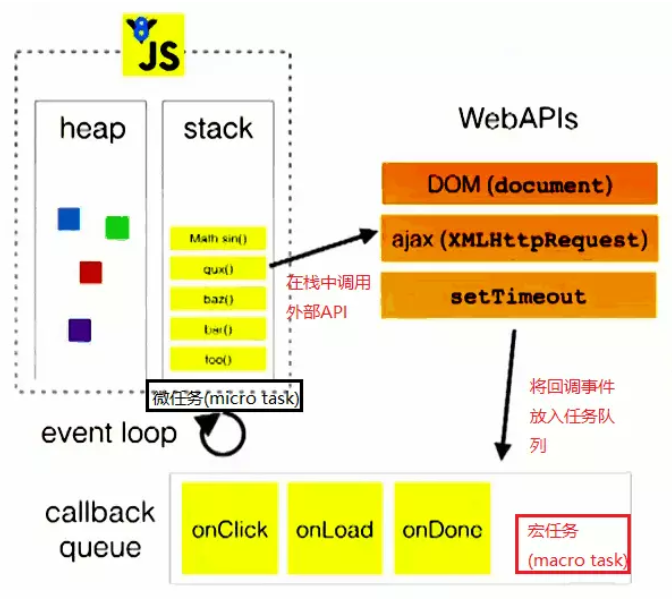 JS
heap
stack
WebAPIs
Math sin()
qux()
baz()
bar()
foo()
DOM (document)
ajax (XMLHttpRequest)
setTimeout
在栈中调用
外部API
将回调事件
放入任务队
列
微任务(micro task)
event loop
callback
queue
onClick
onLoad
onDone
宏任务
(macro task)